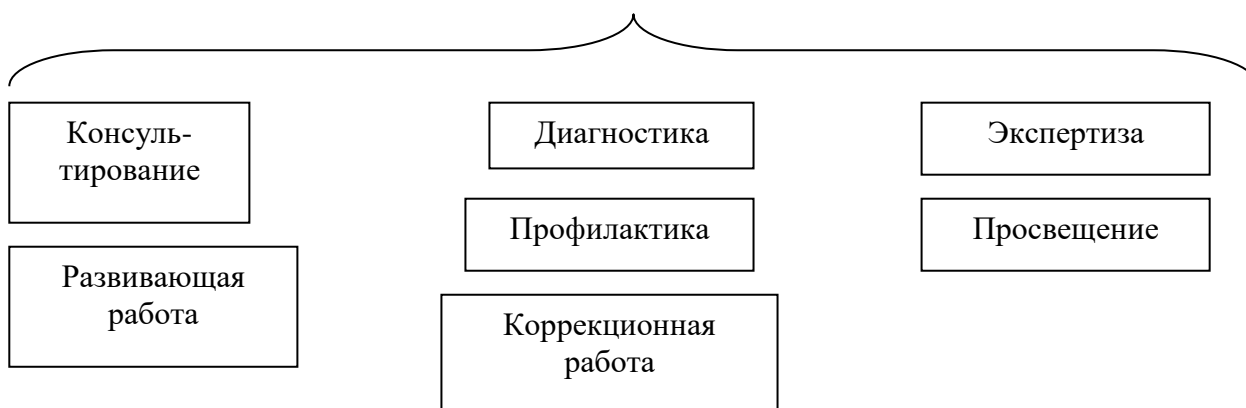 Консуль-
тирование
Диагностика
Экспертиза
Профилактика
Просвещение
Развивающая
работа
Коррекционная
работа